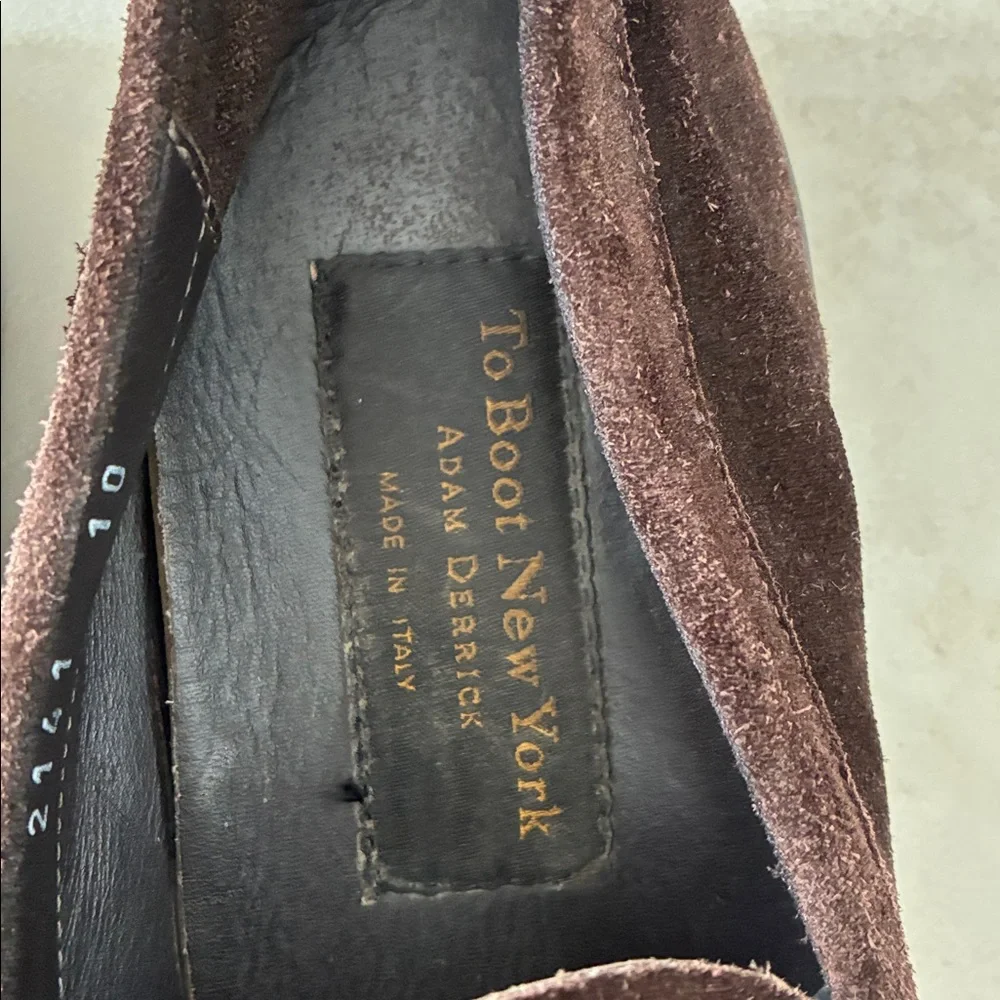 To Boot New York
ADAM DERRICK
MADE IN ITALY
10
2161